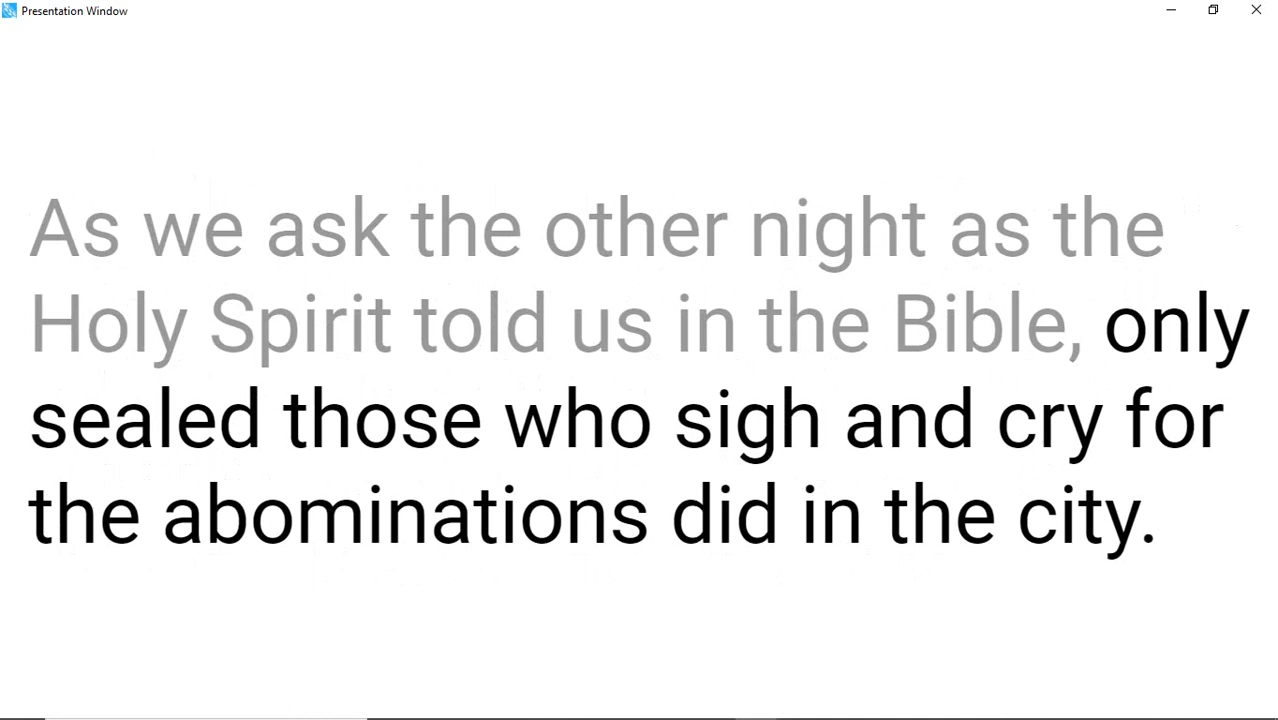 Presentation Window
As we ask the other night as the
Holy Spirit told us in the Bible, only
sealed those who sigh and cry for
the abominations did in the city.